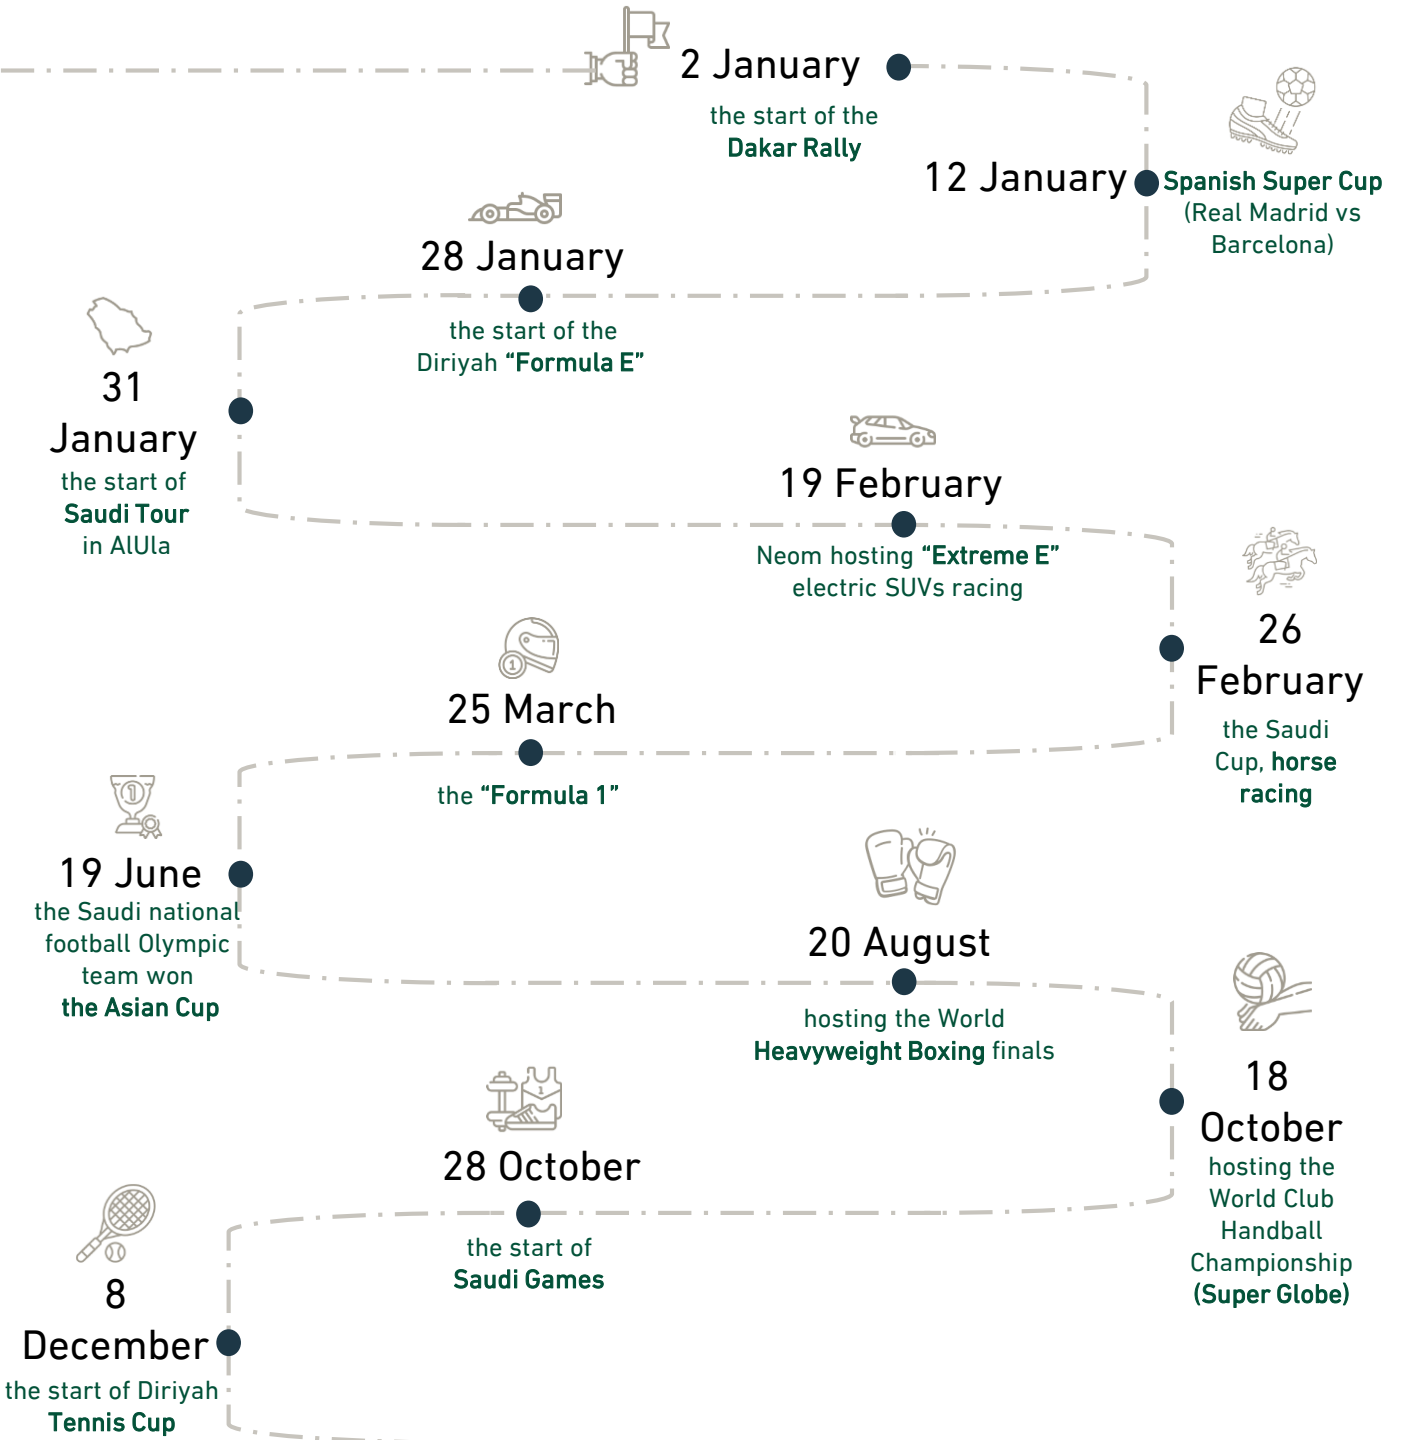 2 January
the start of the
Dakar Rally
12 January
Spanish Super Cup
(Real Madrid vs
Barcelona)
28 January
the start of the
Diriyah “Formula E”
31
January
the start of
Saudi Tour
in AlUla
19 February
Neom hosting “Extreme E”
electric SUVs racing
26
February
the Saudi
Cup, horse
racing
25 March
the “Formula 1”
19 June
the Saudi national
football Olympic
team won
the Asian Cup
20 August
hosting the World
Heavyweight Boxing finals
18
October
hosting the
World Club
Handball
Championship
(Super Globe)
28 October
the start of
Saudi Games
8
December
the start of Diriyah
Tennis Cup